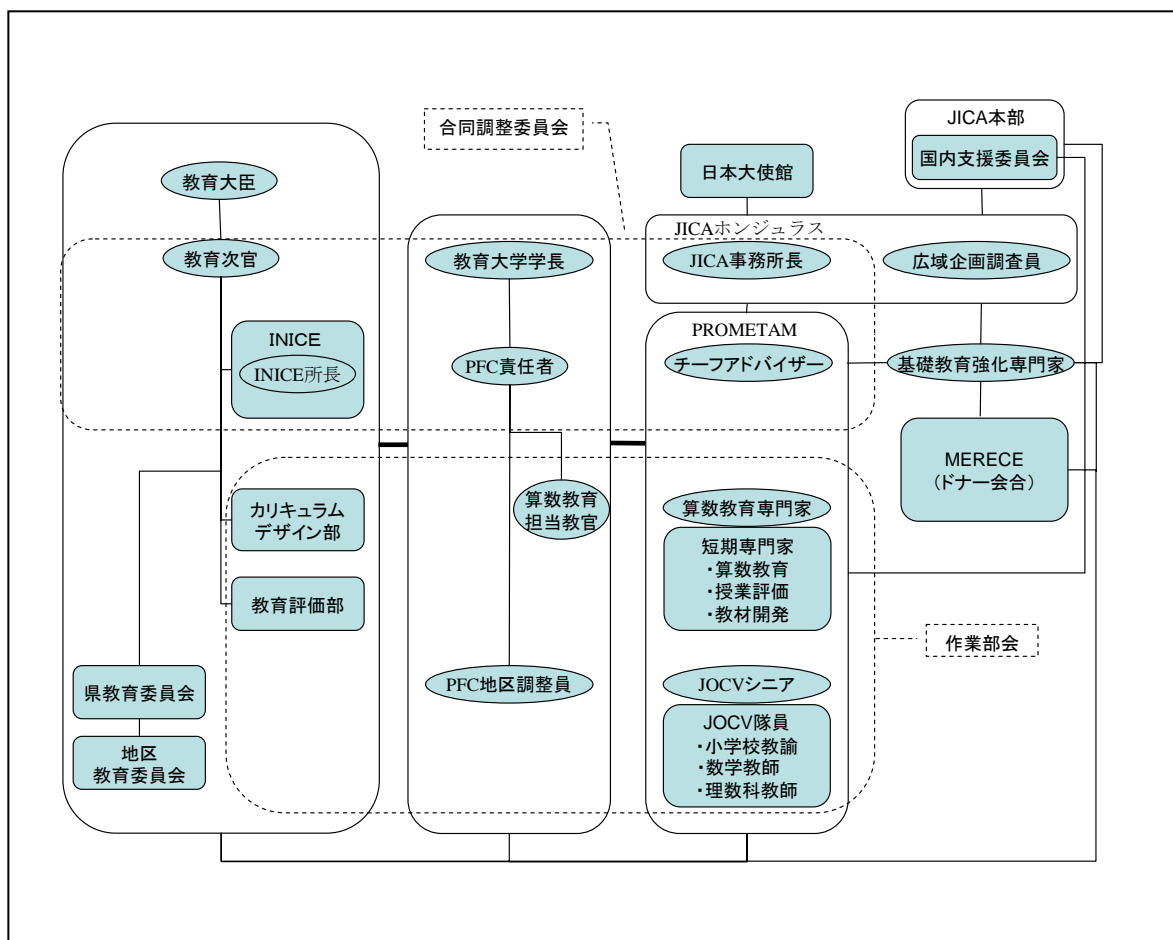 合同調整委員会
JICA本部
国内支援委員会
日本大使館
教育大臣
JICAホンジュラス
教育次官
教育大学学長
JICA事務所長
広域企画調査員
INICE
INICE所長
PFC責任者
PROMETAM
チーフアドバイザー
基礎教育強化専門家
MERECE
（ドナー会合）
カリキュラム
デザイン部
算数教育
担当教官
算数教育専門家
短期専門家
・算数教育
・授業評価
・教材開発
教育評価部
作業部会
県教育委員会
PFC地区調整員
JOCVシニア
地区
教育委員会
JOCV隊員
・小学校教諭
・数学教師
・理数科教師